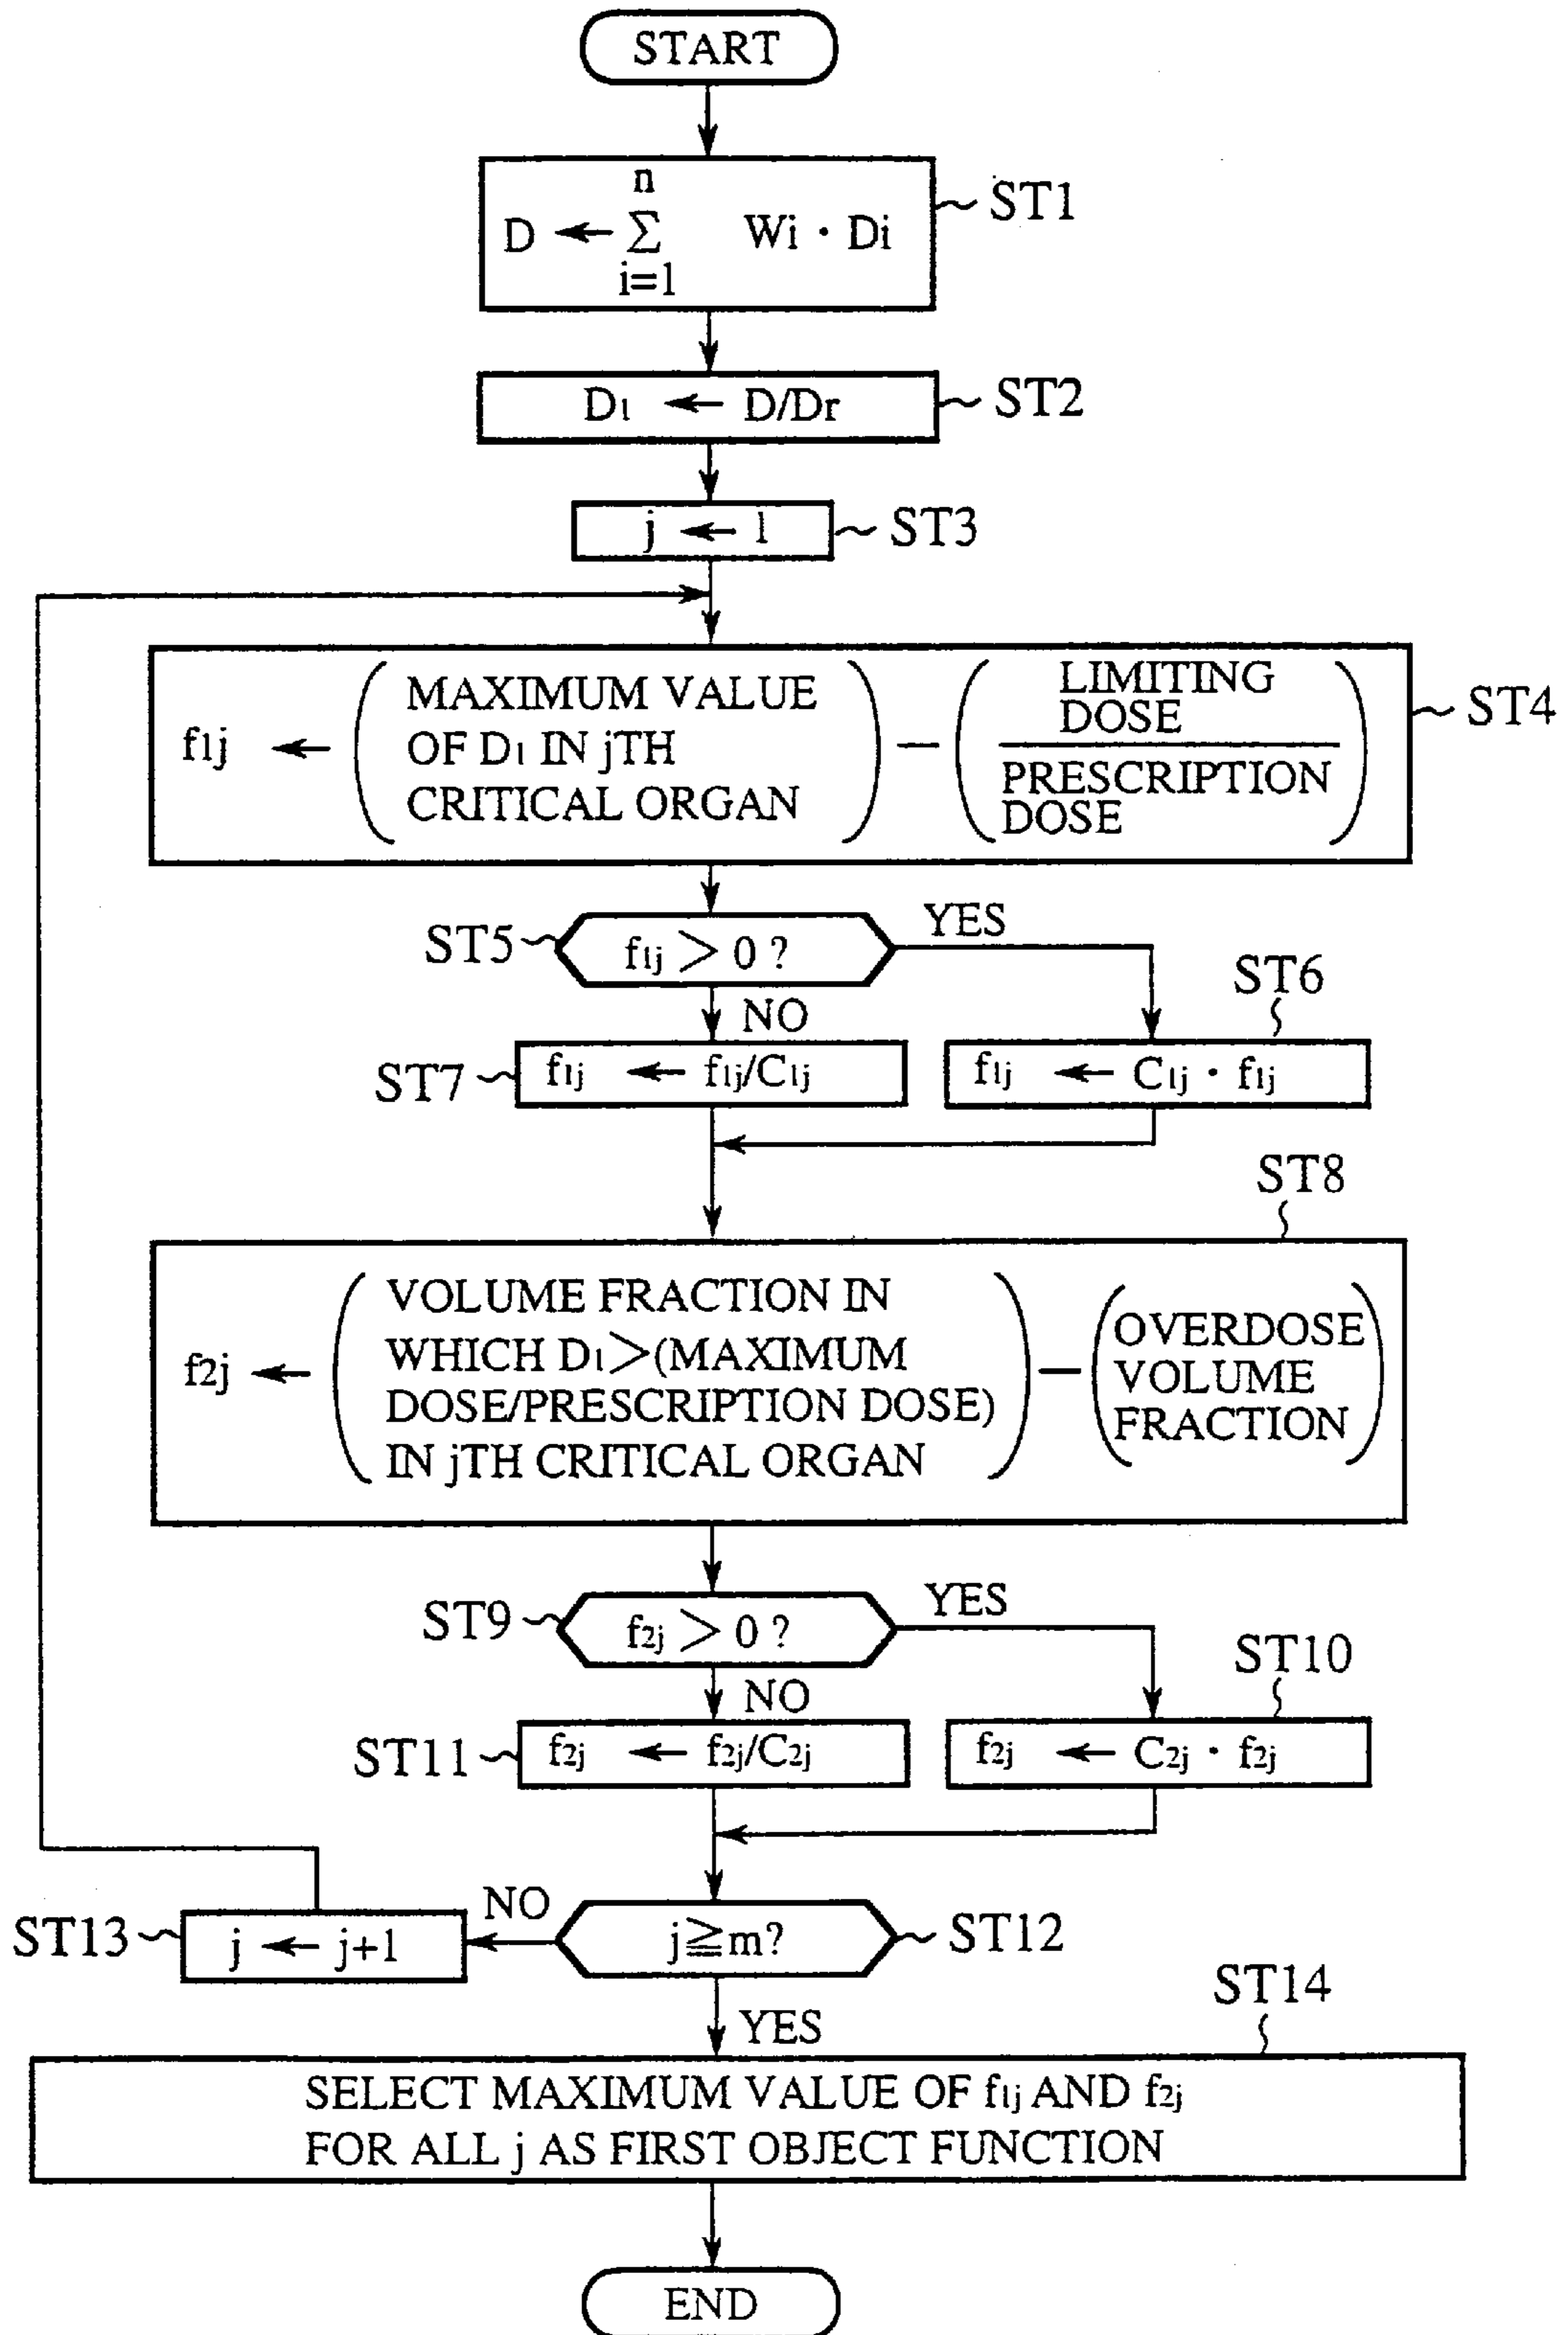 START
n
D ← Σ Wi · Di
i=1
ST1
D1 ← D/Dr
ST2
j ← 1
ST3
f1j ← ( MAXIMUM VALUE OF D1 IN jTH CRITICAL ORGAN ) − ( LIMITING DOSE / PRESCRIPTION DOSE )
ST4
ST5
f1j > 0 ?
YES
NO
ST6
ST7
f1j ← f1j/C1j
f1j ← C1j · f1j
ST8
f2j ← ( VOLUME FRACTION IN WHICH D1>(MAXIMUM DOSE/PRESCRIPTION DOSE) IN jTH CRITICAL ORGAN ) − ( OVERDOSE VOLUME FRACTION )
ST9
f2j > 0 ?
YES
NO
ST10
ST11
f2j ← f2j/C2j
f2j ← C2j · f2j
ST13
j ← j+1
NO
j≧m?
ST12
YES
ST14
SELECT MAXIMUM VALUE OF f1j AND f2j
FOR ALL j AS FIRST OBJECT FUNCTION
END